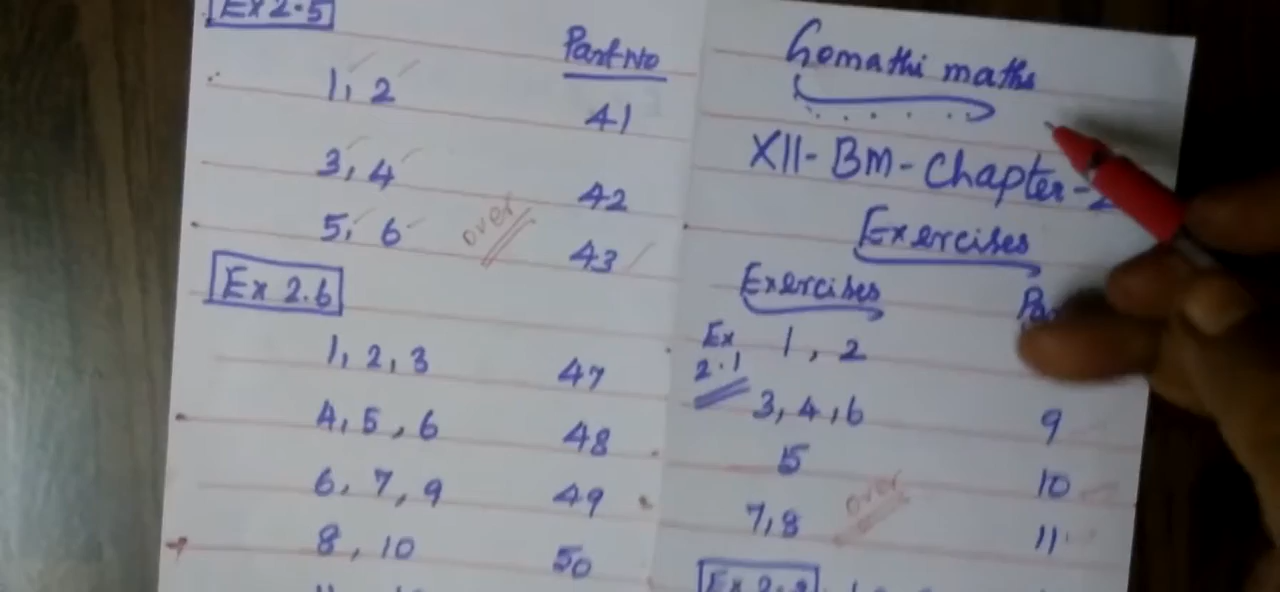 Ex 2.5
Part No
1, 2 41
3, 4 42
5, 6 over 43
Ex 2.6
1, 2, 3 47
4, 5, 6 48
6, 7, 9 49
8, 10 50
Gomathi maths
XII- BM- Chapter-2
Exercises
Exercises
Ex 2.1 1, 2
3, 4, 6 9
5 10
7, 8 over 11